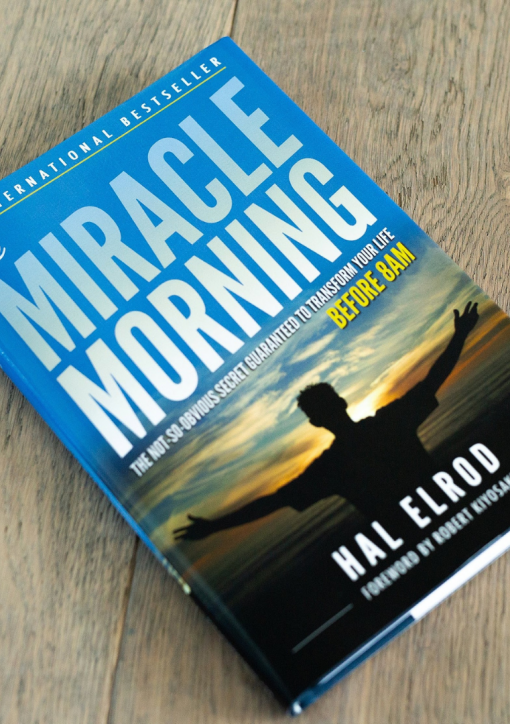 INTERNATIONAL BESTSELLER
MIRACLE
MORNING
THE NOT-SO-OBVIOUS SECRET GUARANTEED TO TRANSFORM YOUR LIFE
BEFORE 8AM
HAL ELROD
FOREWORD BY ROBERT KIYOSAKI